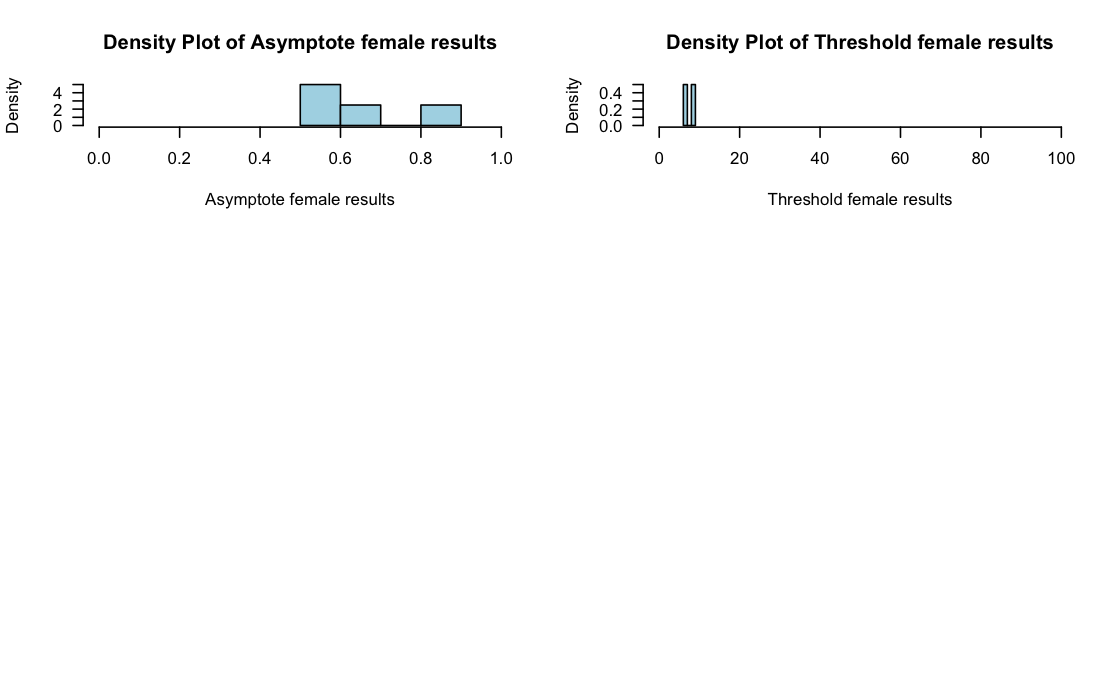 Density Plot of Asymptote female results
Density
4
2
0
0.0 0.2 0.4 0.6 0.8 1.0
Asymptote female results
Density Plot of Threshold female results
Density
0.4
0.2
0.0
0 20 40 60 80 100
Threshold female results